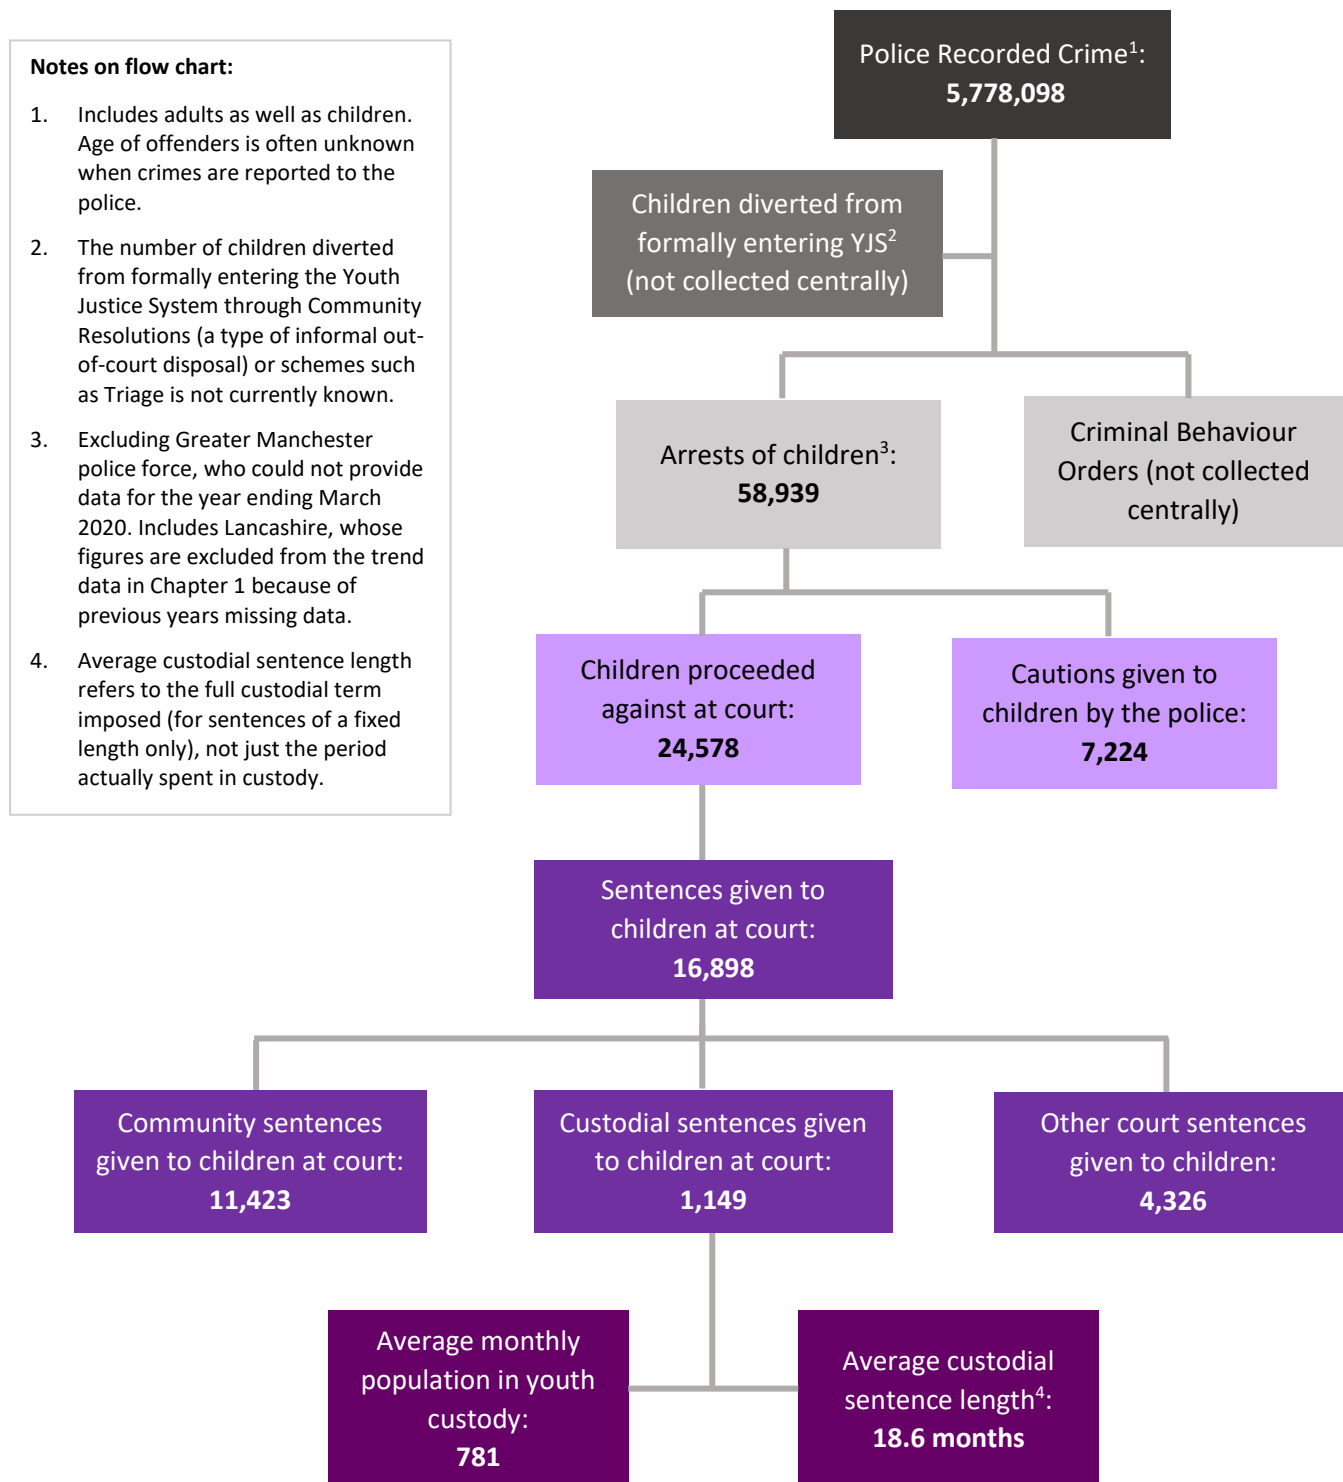 Notes on flow chart:
1. Includes adults as well as children.
Age of offenders is often unknown
when crimes are reported to the
police.
2. The number of children diverted
from formally entering the Youth
Justice System through Community
Resolutions (a type of informal out-
of-court disposal) or schemes such
as Triage is not currently known.
3. Excluding Greater Manchester
police force, who could not provide
data for the year ending March
2020. Includes Lancashire, whose
figures are excluded from the trend
data in Chapter 1 because of
previous years missing data.
4. Average custodial sentence length
refers to the full custodial term
imposed (for sentences of a fixed
length only), not just the period
actually spent in custody.
Police Recorded Crime¹:
5,778,098
Children diverted from
formally entering YJS²
(not collected centrally)
Arrests of children³:
58,939
Criminal Behaviour
Orders (not collected
centrally)
Children proceeded
against at court:
24,578
Cautions given to
children by the police:
7,224
Sentences given to
children at court:
16,898
Community sentences
given to children at court:
11,423
Custodial sentences given
to children at court:
1,149
Other court sentences
given to children:
4,326
Average monthly
population in youth
custody:
781
Average custodial
sentence length⁴:
18.6 months